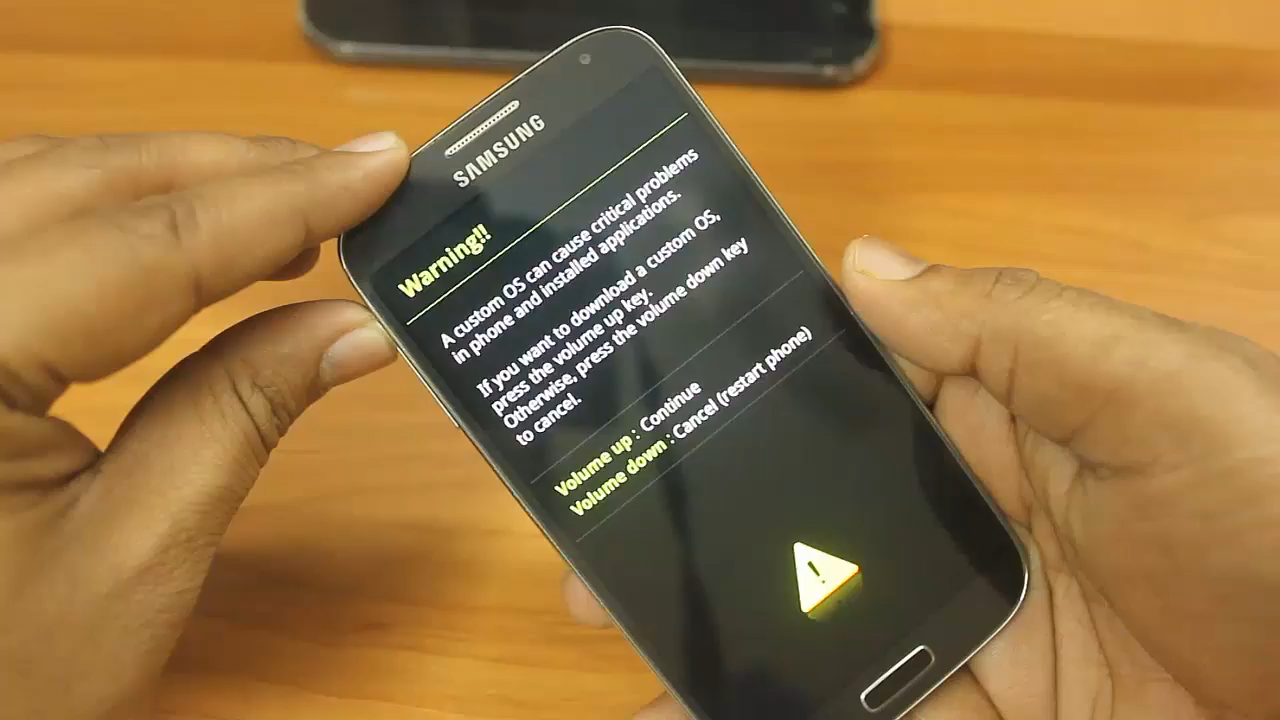 SAMSUNG
Warning!!
A custom OS can cause critical problems
in phone and installed applications.
If you want to download a custom OS,
press the volume up key.
Otherwise, press the volume down key
to cancel.
Volume up : Continue
Volume down : Cancel (restart phone)